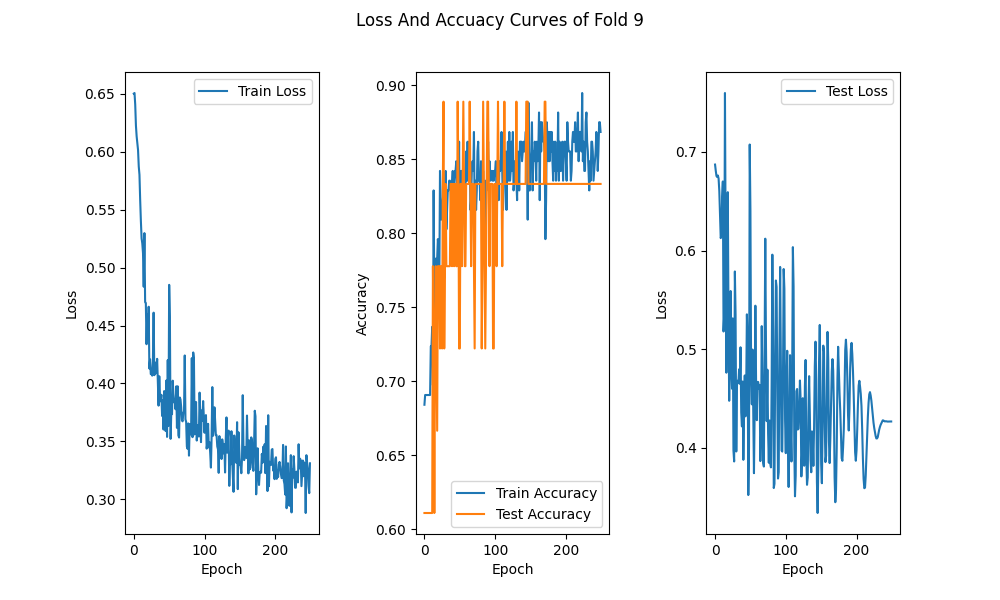 Loss And Accuacy Curves of Fold 9
Loss
0.65
0.60
0.55
0.50
0.45
0.40
0.35
0.30
Train Loss
0
100
200
Epoch
Accuracy
0.90
0.85
0.80
0.75
0.70
0.65
0.60
Train Accuracy
Test Accuracy
0
100
200
Epoch
Loss
0.7
0.6
0.5
0.4
Test Loss
0
100
200
Epoch